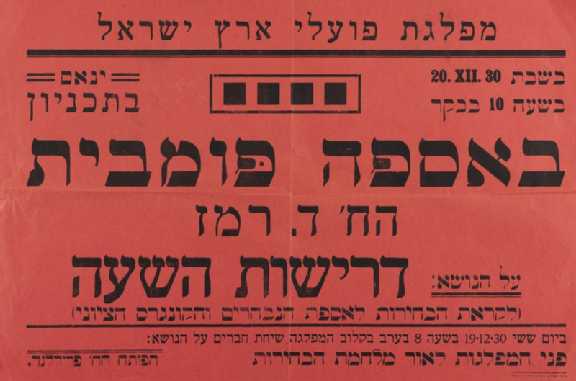 מפלגת פועלי ארץ ישראל
בשבת 20. XII. 30
בשעה 10 בבקר
ינאם
בתכניון
באספה פומבית
הח' ד. רמז
על הנושא:
דרישות השעה
(לקראת הבחירות לאספת הנבחרים והקונגרס הציוני)
ביום ששי 19-12-30 בשעה 8 בערב בקלוב המפלגה שיחת חברים על הנושא:
פני המפלגות לאור מלחמת הבחירות
הפותח הח'